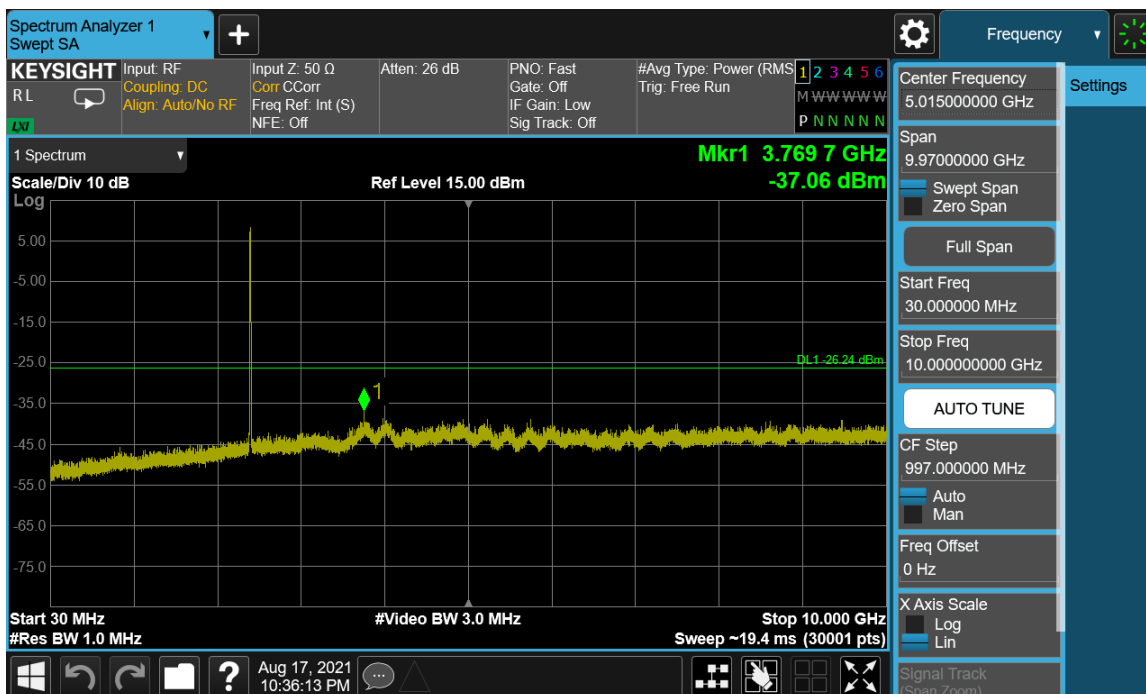 Spectrum Analyzer 1
Swept SA
+
Frequency
KEYSIGHT
RL
LXI
Input: RF
Coupling: DC
Align: Auto/No RF
Input Z: 50 Ω
Corr CCorr
Freq Ref: Int (S)
NFE: Off
Atten: 26 dB
PNO: Fast
Gate: Off
IF Gain: Low
Sig Track: Off
#Avg Type: Power (RMS
Trig: Free Run
1 2 3 4 5 6
M W W W W W
P N N N N N
1 Spectrum
Mkr1 3.769 7 GHz
Scale/Div 10 dB
Ref Level 15.00 dBm
-37.06 dBm
Log
5.00
-5.00
-15.0
-25.0
DL1 -26.24 dBm
-35.0
1
-45.0
-55.0
-65.0
-75.0
Start 30 MHz
#Video BW 3.0 MHz
Stop 10.000 GHz
#Res BW 1.0 MHz
Sweep ~19.4 ms (30001 pts)
?
Aug 17, 2021
10:36:13 PM
Center Frequency
5.015000000 GHz
Settings
Span
9.97000000 GHz
Swept Span
Zero Span
Full Span
Start Freq
30.000000 MHz
Stop Freq
10.000000000 GHz
AUTO TUNE
CF Step
997.000000 MHz
Auto
Man
Freq Offset
0 Hz
X Axis Scale
Log
Lin
Signal Track
(Span Zoom)